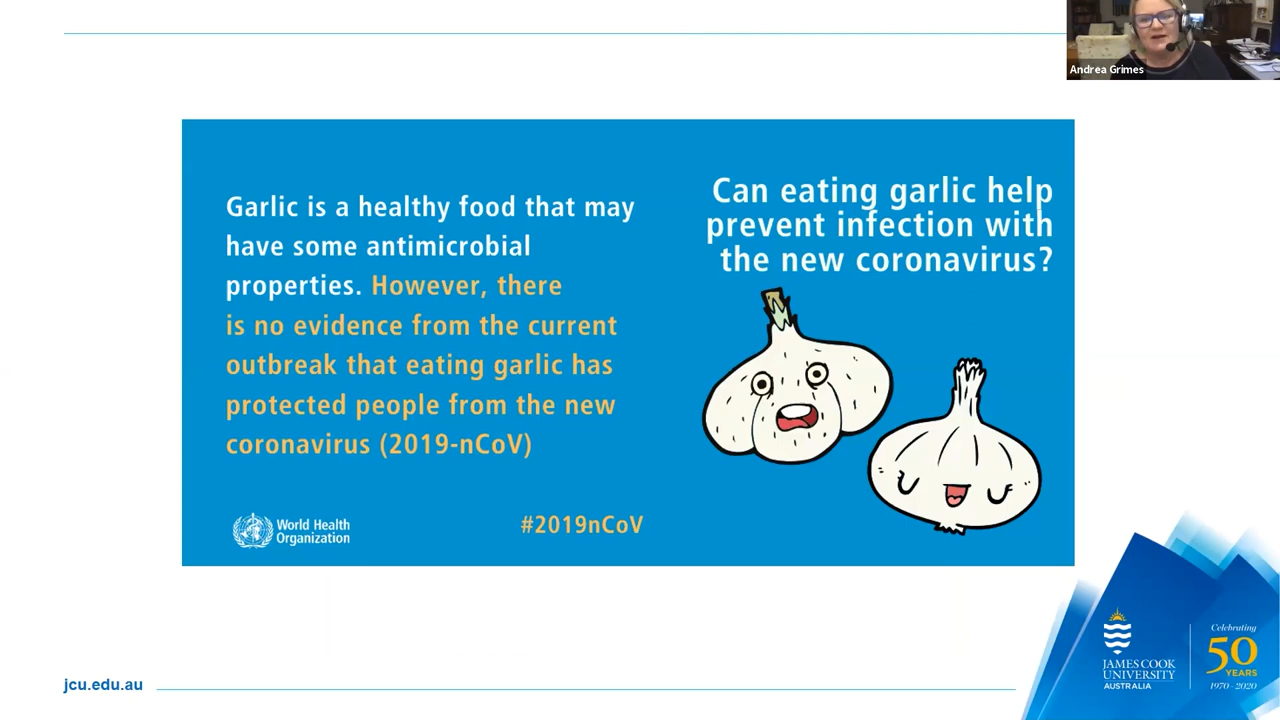 Andrea Grimes
Can eating garlic help
prevent infection with
the new coronavirus?
Garlic is a healthy food that may
have some antimicrobial
properties. However, there
is no evidence from the current
outbreak that eating garlic has
protected people from the new
coronavirus (2019-nCoV)
World Health
Organization
#2019nCoV
jcu.edu.au
JAMES COOK
UNIVERSITY
AUSTRALIA
Celebrating
50
YEARS
1970 - 2020